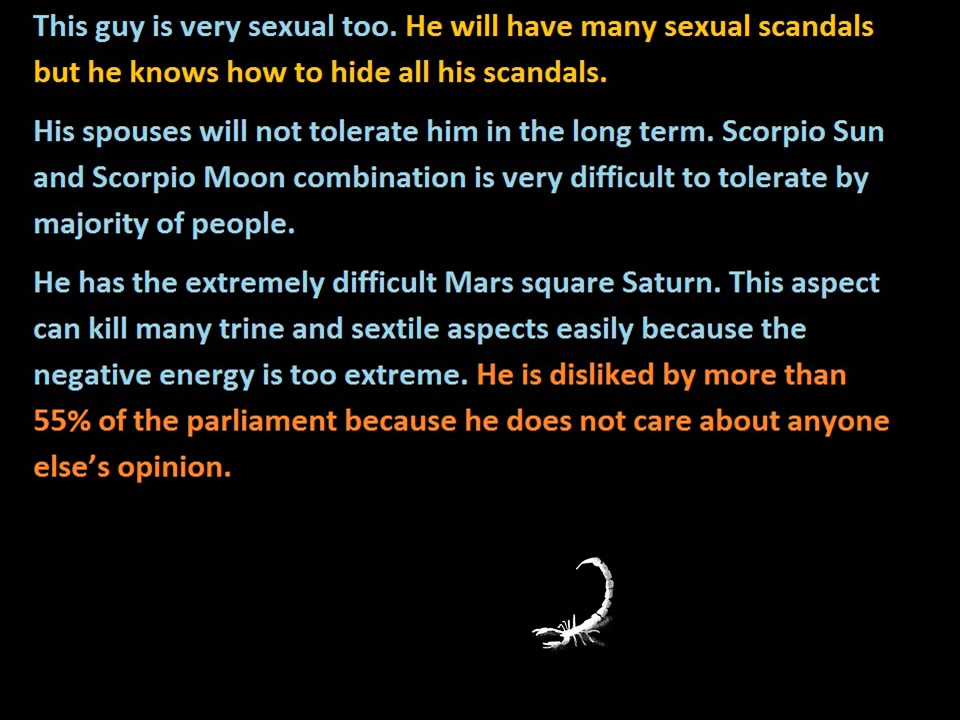 This guy is very sexual too. He will have many sexual scandals
but he knows how to hide all his scandals.
His spouses will not tolerate him in the long term. Scorpio Sun
and Scorpio Moon combination is very difficult to tolerate by
majority of people.
He has the extremely difficult Mars square Saturn. This aspect
can kill many trine and sextile aspects easily because the
negative energy is too extreme. He is disliked by more than
55% of the parliament because he does not care about anyone
else’s opinion.